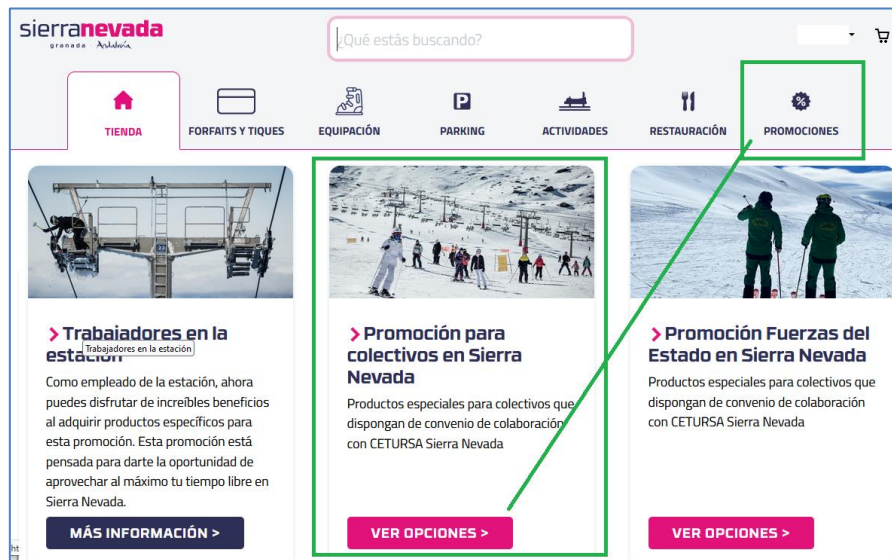 sierranevada
granada Andalucía
¿Qué estás buscando?
TIENDA
FORFAITS Y TIQUES
EQUIPACIÓN
PARKING
ACTIVIDADES
RESTAURACIÓN
PROMOCIONES
Trabajadores en la
estación
Trabajadores en la estación
Como empleado de la estación, ahora
puedes disfrutar de increíbles beneficios
al adquirir productos específicos para
esta promoción. Esta promoción está
pensada para darte la oportunidad de
aprovechar al máximo tu tiempo libre en
Sierra Nevada.
MÁS INFORMACIÓN >
Promoción para
colectivos en Sierra
Nevada
Productos especiales para colectivos que
dispongan de convenio de colaboración
con CETURSA Sierra Nevada
VER OPCIONES >
Promoción Fuerzas del
Estado en Sierra Nevada
Productos especiales para colectivos que
dispongan de convenio de colaboración
con CETURSA Sierra Nevada
VER OPCIONES >